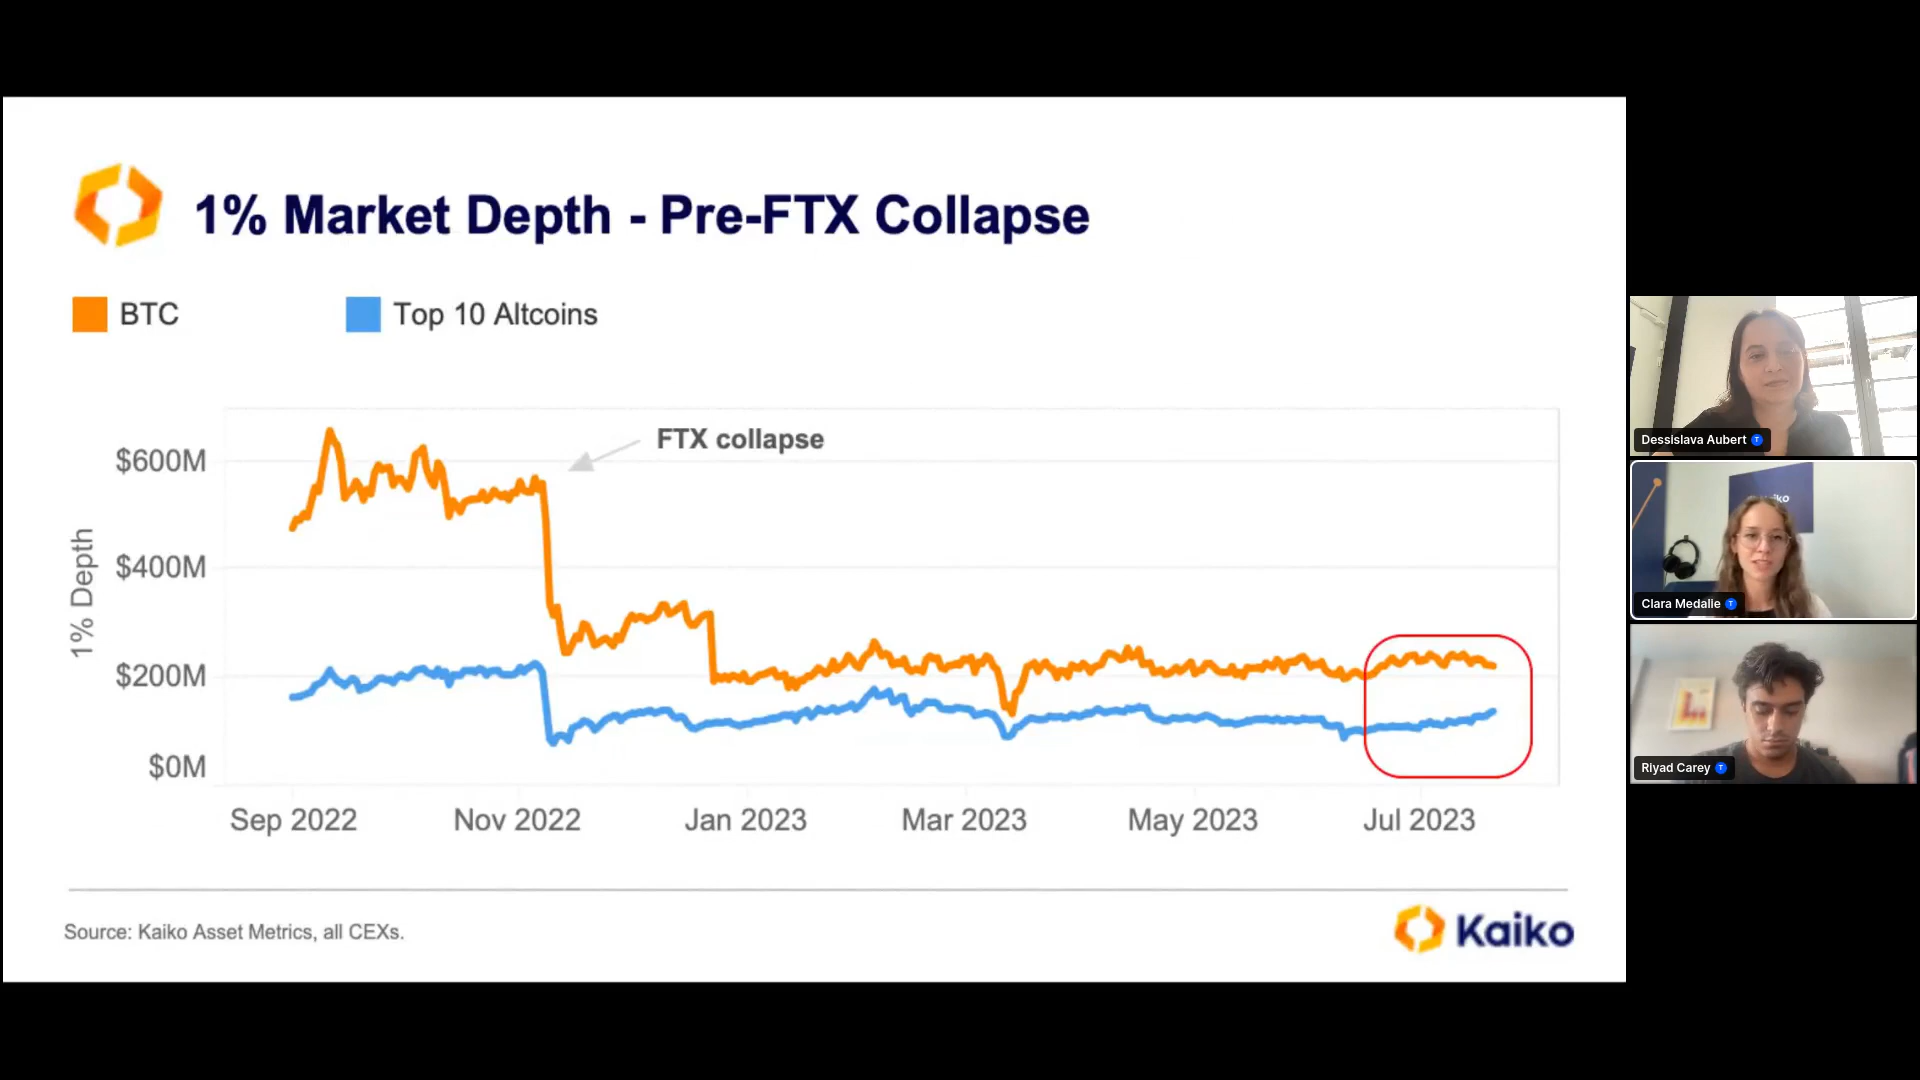 1% Market Depth - Pre-FTX Collapse
BTC
Top 10 Altcoins
FTX collapse
1% Depth
$600M
$400M
$200M
$0M
Sep 2022
Nov 2022
Jan 2023
Mar 2023
May 2023
Jul 2023
Source: Kaiko Asset Metrics, all CEXs.
Kaiko
Dessislava Aubert T
Clara Medalie T
Riyad Carey T